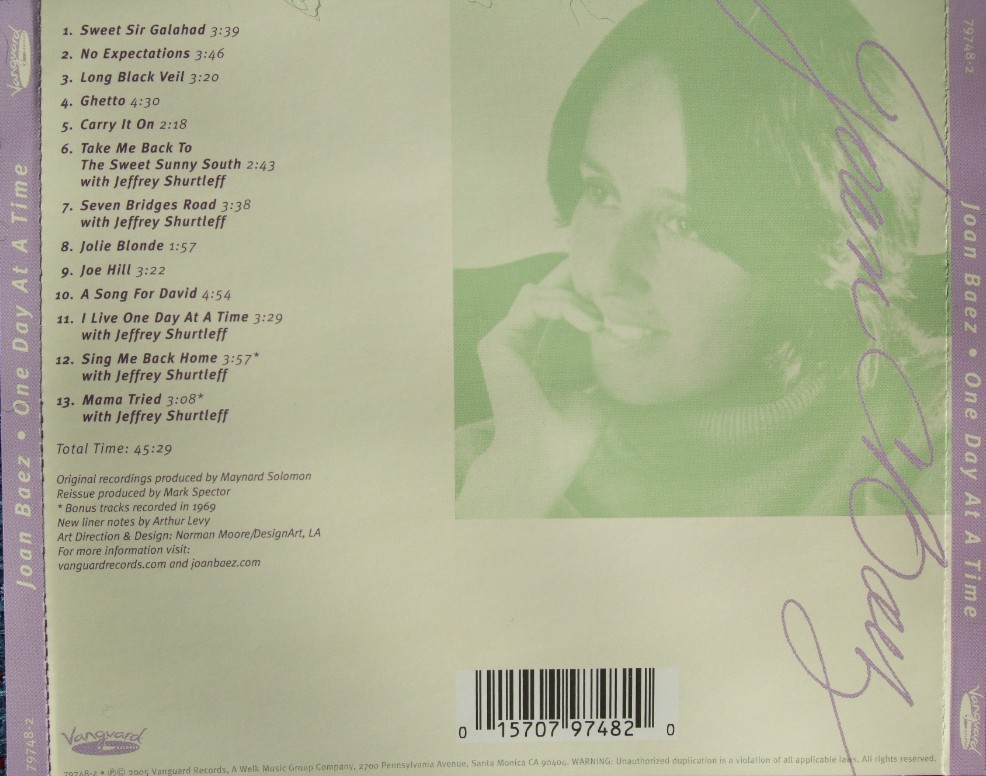 1. Sweet Sir Galahad 3:39
2. No Expectations 3:46
3. Long Black Veil 3:20
4. Ghetto 4:30
5. Carry It On 2:18
6. Take Me Back To
The Sweet Sunny South 2:43
with Jeffrey Shurtleff
7. Seven Bridges Road 3:38
with Jeffrey Shurtleff
8. Jolie Blonde 1:57
9. Joe Hill 3:22
10. A Song For David 4:54
11. I Live One Day At A Time 3:29
with Jeffrey Shurtleff
12. Sing Me Back Home 3:57*
with Jeffrey Shurtleff
13. Mama Tried 3:08*
with Jeffrey Shurtleff
Total Time: 45:29
Original recordings produced by Maynard Solomon
Reissue produced by Mark Spector
* Bonus tracks recorded in 1969
New liner notes by Arthur Levy
Art Direction & Design: Norman Moore/DesignArt, LA
For more information visit:
vanguardrecords.com and joanbaez.com
Joan Baez
0 15707 97482 0
Vanguard
RECORDS
79748-2 • ℗© 2005 Vanguard Records, A Welk Music Group Company, 2700 Pennsylvania Avenue, Santa Monica CA 90404. WARNING: Unauthorized duplication is a violation of all applicable laws. All rights reserved.
79748-2
Joan Baez • One Day At A Time
Vanguard
79748-2
Joan Baez • One Day At A Time
Vanguard